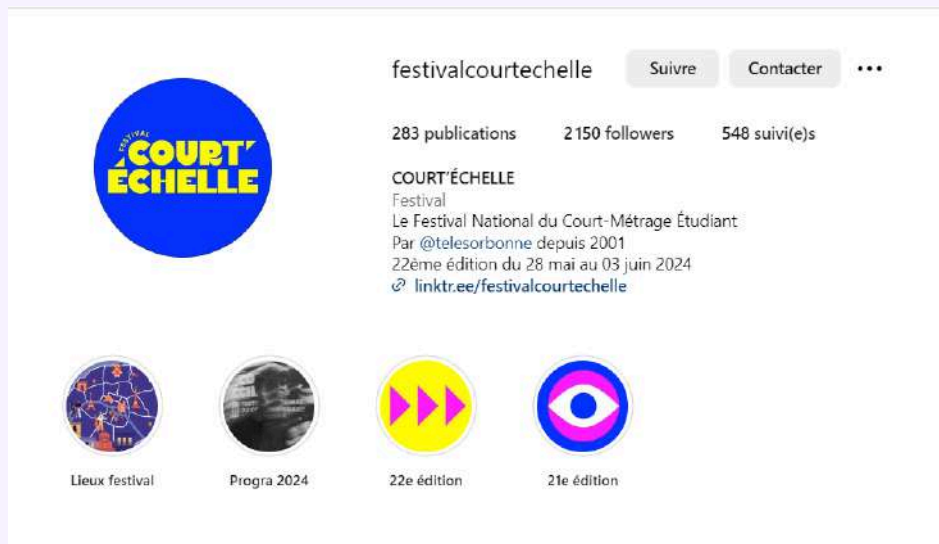 festivalcourtechelle Suivre Contacter
283 publications 2150 followers 548 suivi(e)s
FESTIVAL
COURT'
ÉCHELLE
COURT'ÉCHELLE
Festival
Le Festival National du Court-Métrage Étudiant
Par @telesorbonne depuis 2001
22ème édition du 28 mai au 03 juin 2024
linktr.ee/festivalcourtechelle
Lieux festival Progra 2024 22e édition 21e édition